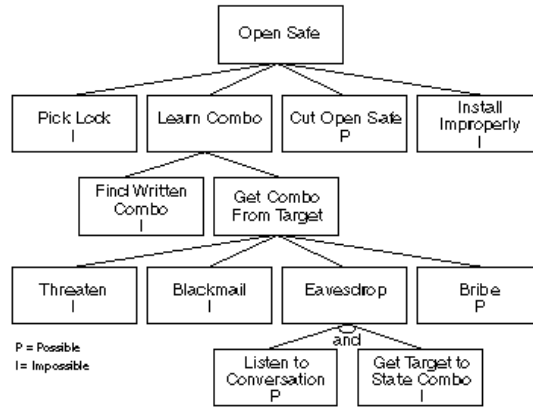 Open Safe
Pick Lock
I
Learn Combo
Cut Open Safe
P
Install
Improperly
I
Find Written
Combo
I
Get Combo
From Target
Threaten
I
Blackmail
I
Eavesdrop
Bribe
P
and
P = Possible
I = Impossible
Listen to
Conversation
P
Get Target to
State Combo
I